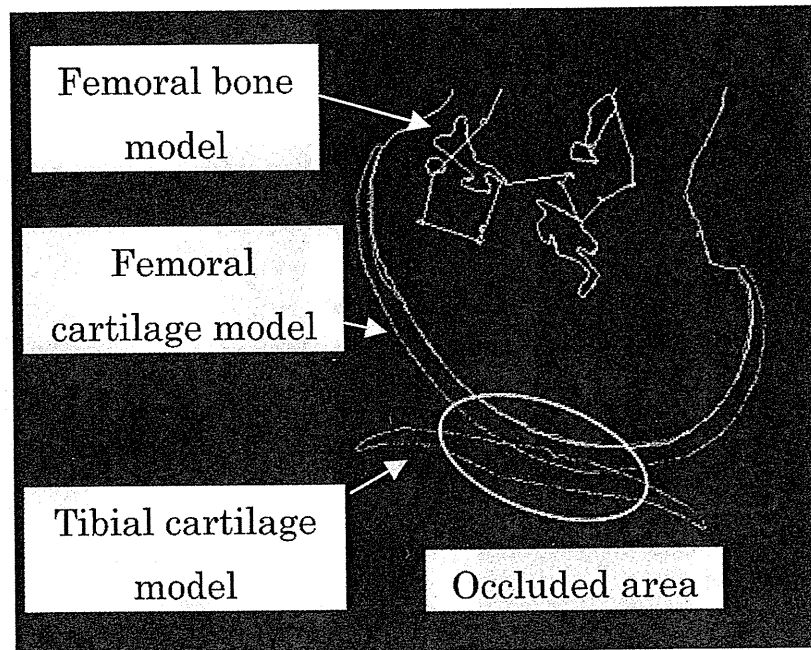 Femoral bone
model
Femoral
cartilage model
Tibial cartilage
model
Occluded area